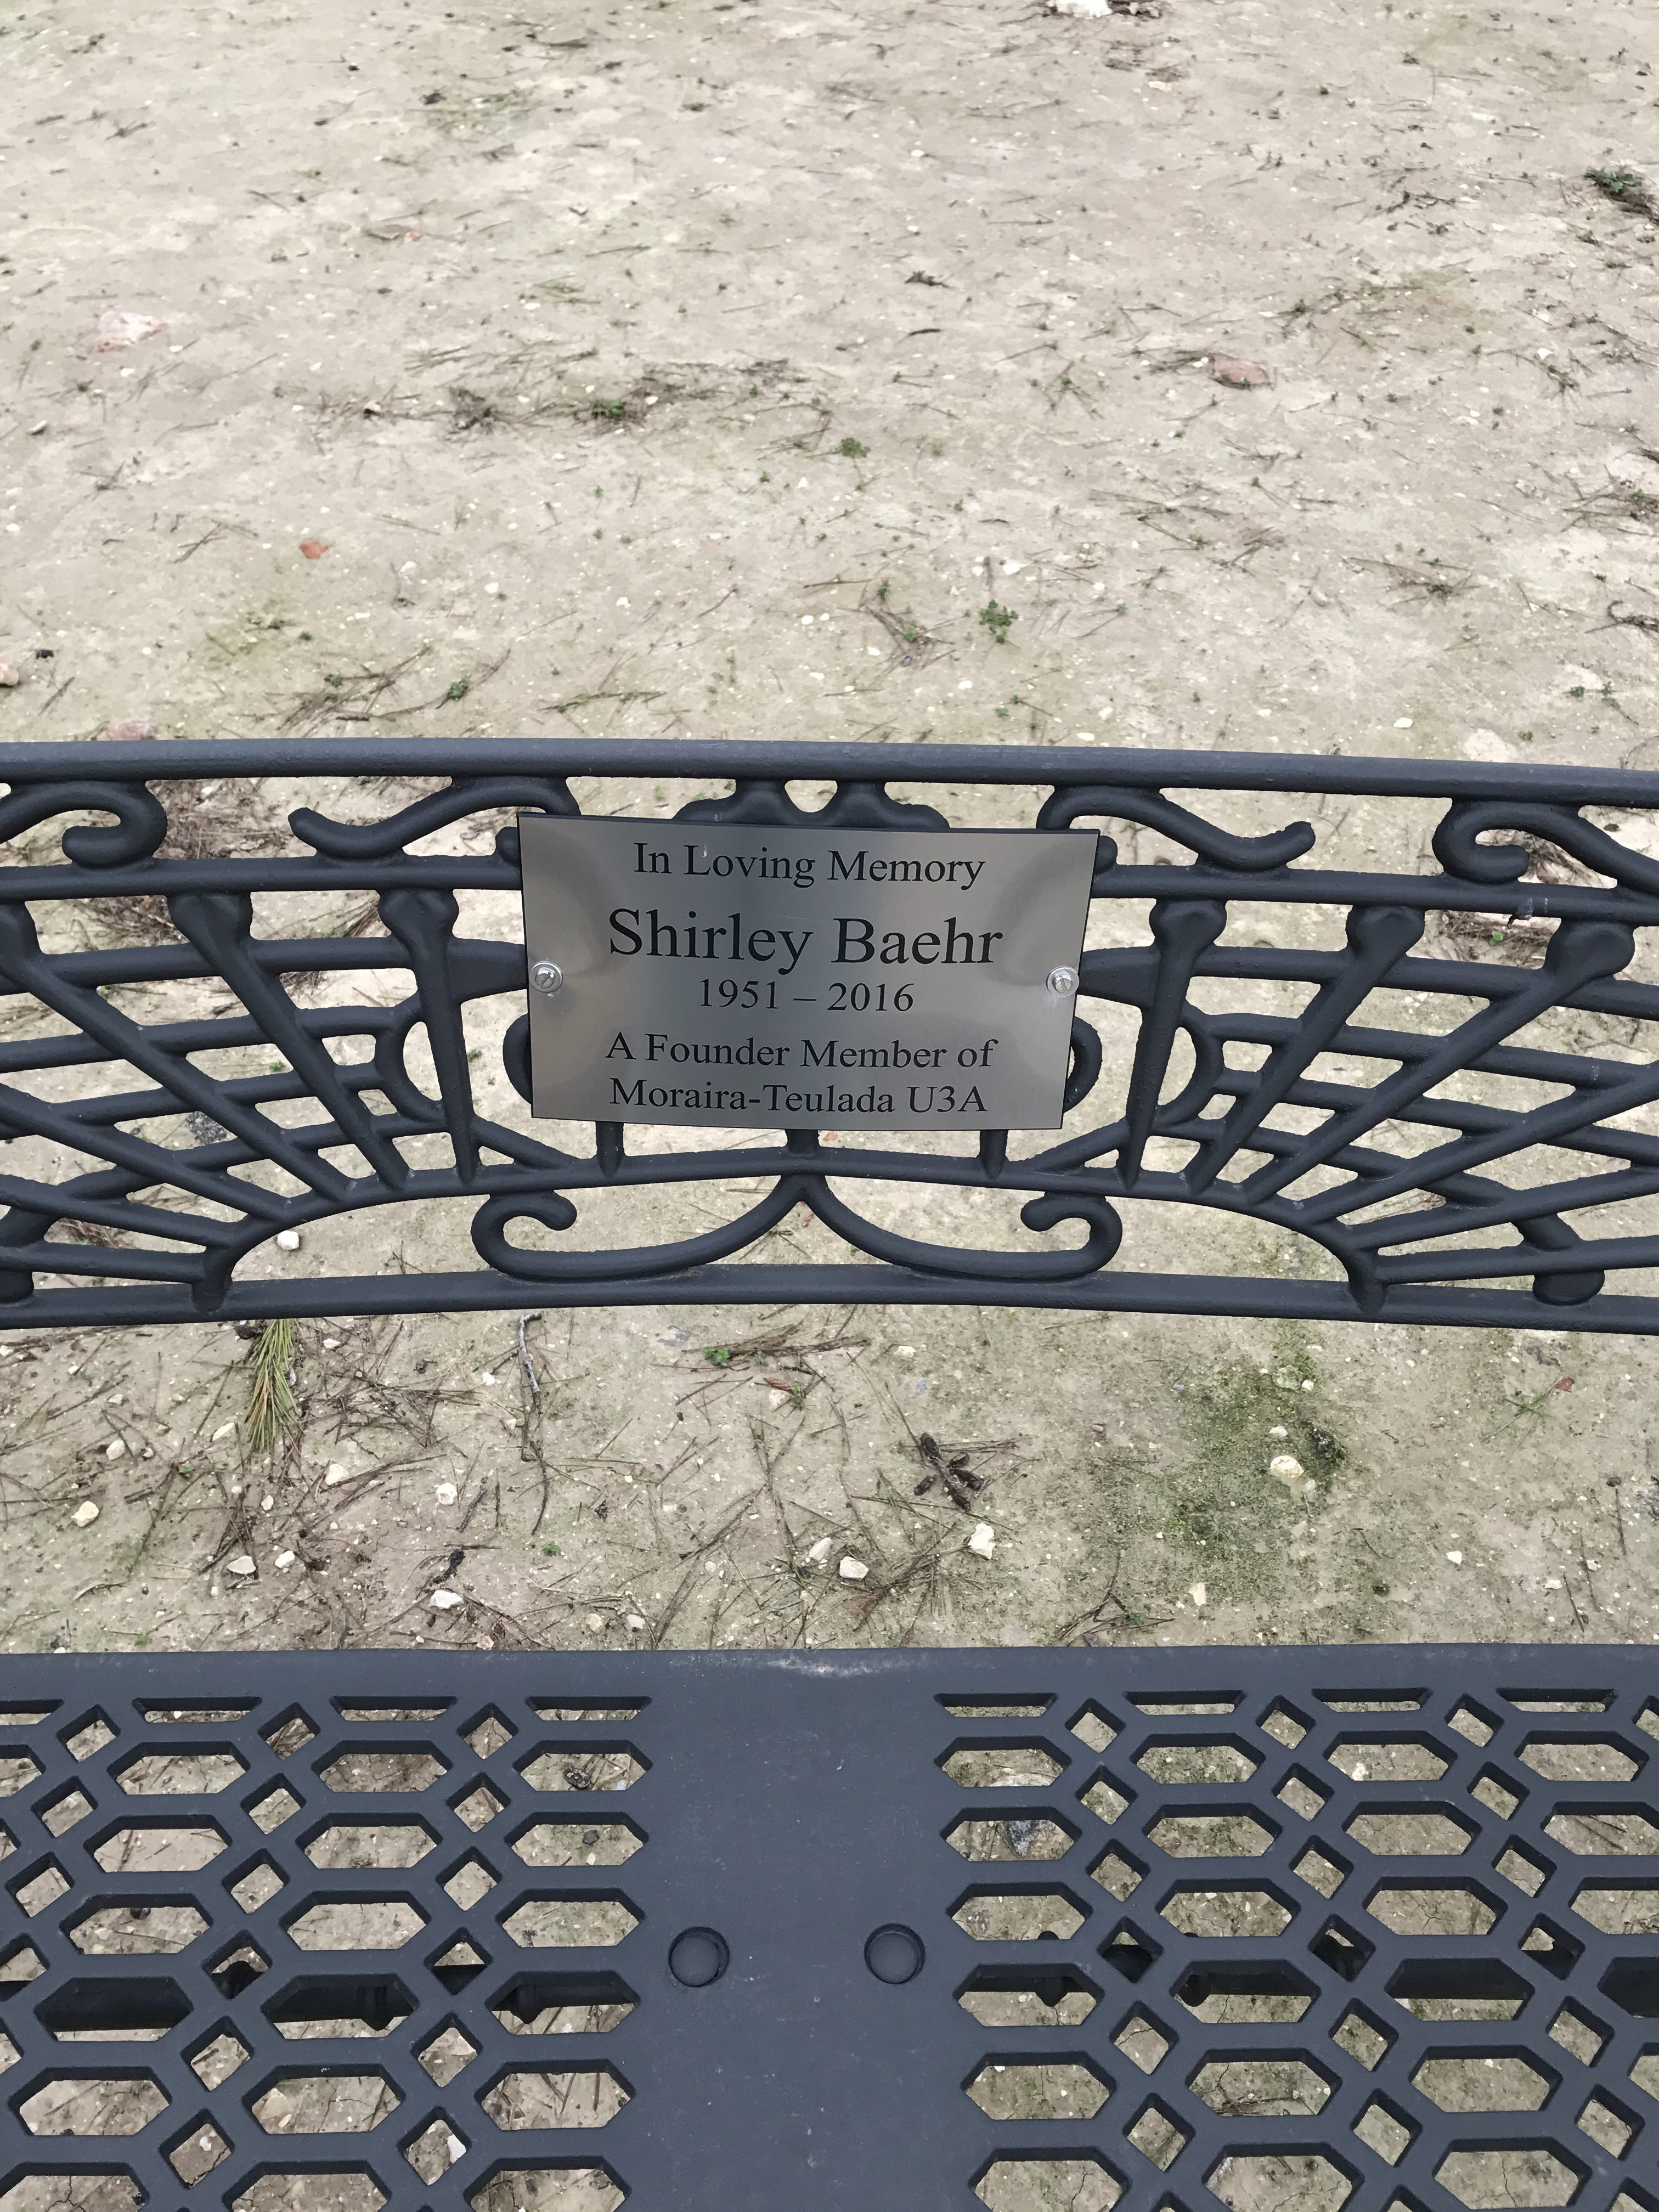 In Loving Memory
Shirley Baehr
1951 – 2016
A Founder Member of
Moraira-Teulada U3A